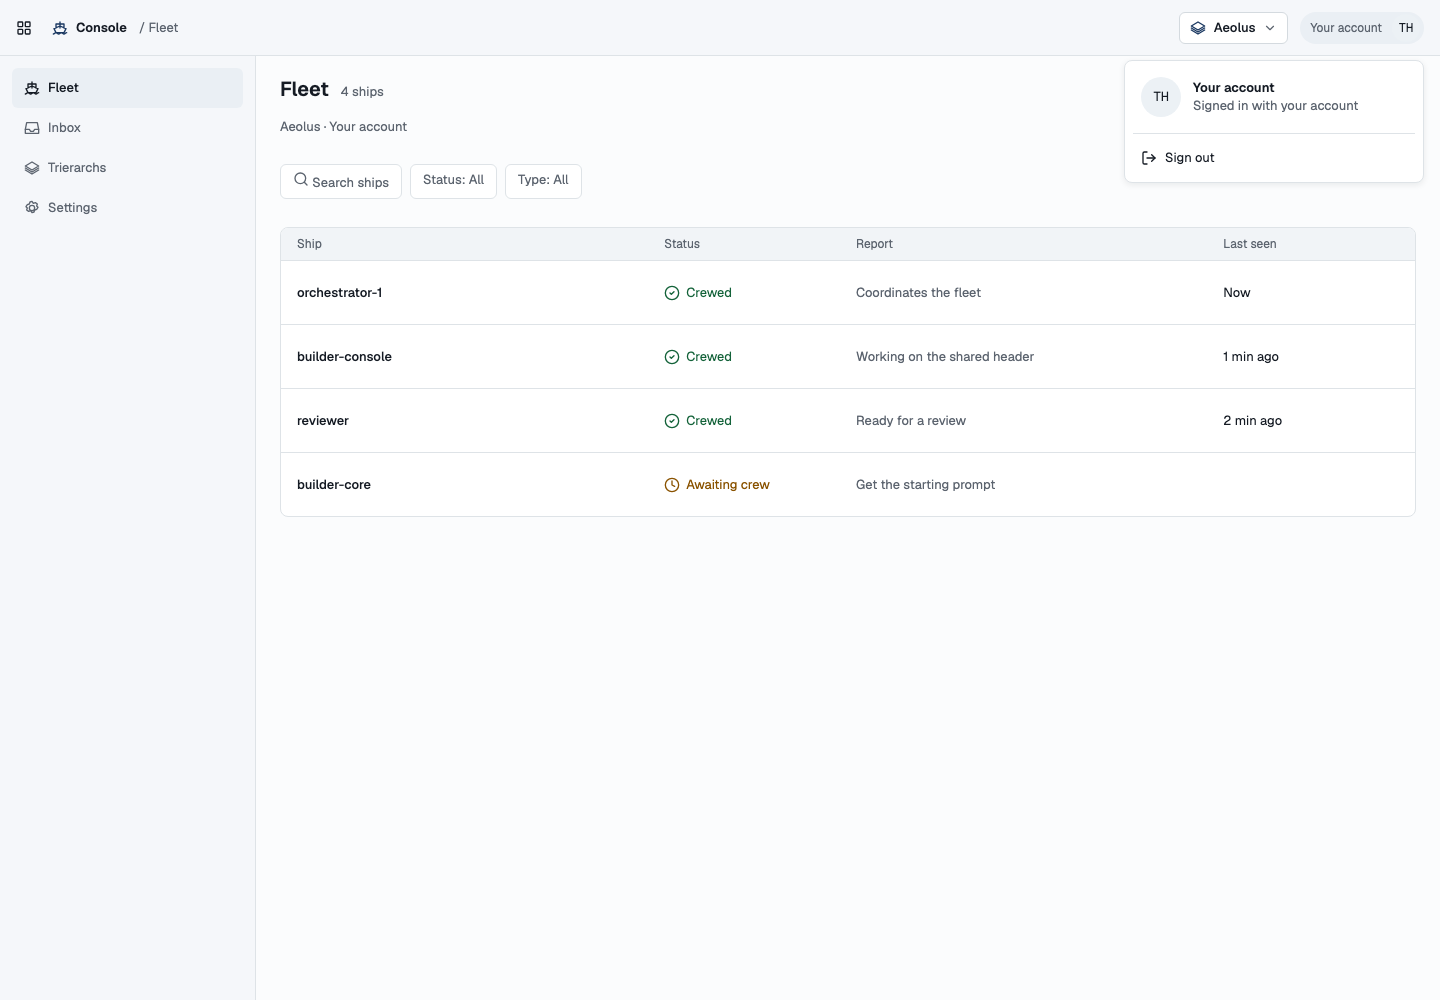 Console / Fleet
Aeolus
Your account TH
Fleet
Inbox
Trierarchs
Settings
Fleet 4 ships
Aeolus · Your account
TH
Your account
Signed in with your account
Sign out
Search ships
Status: All
Type: All
Ship Status Report Last seen
orchestrator-1 Crewed Coordinates the fleet Now
builder-console Crewed Working on the shared header 1 min ago
reviewer Crewed Ready for a review 2 min ago
builder-core Awaiting crew Get the starting prompt